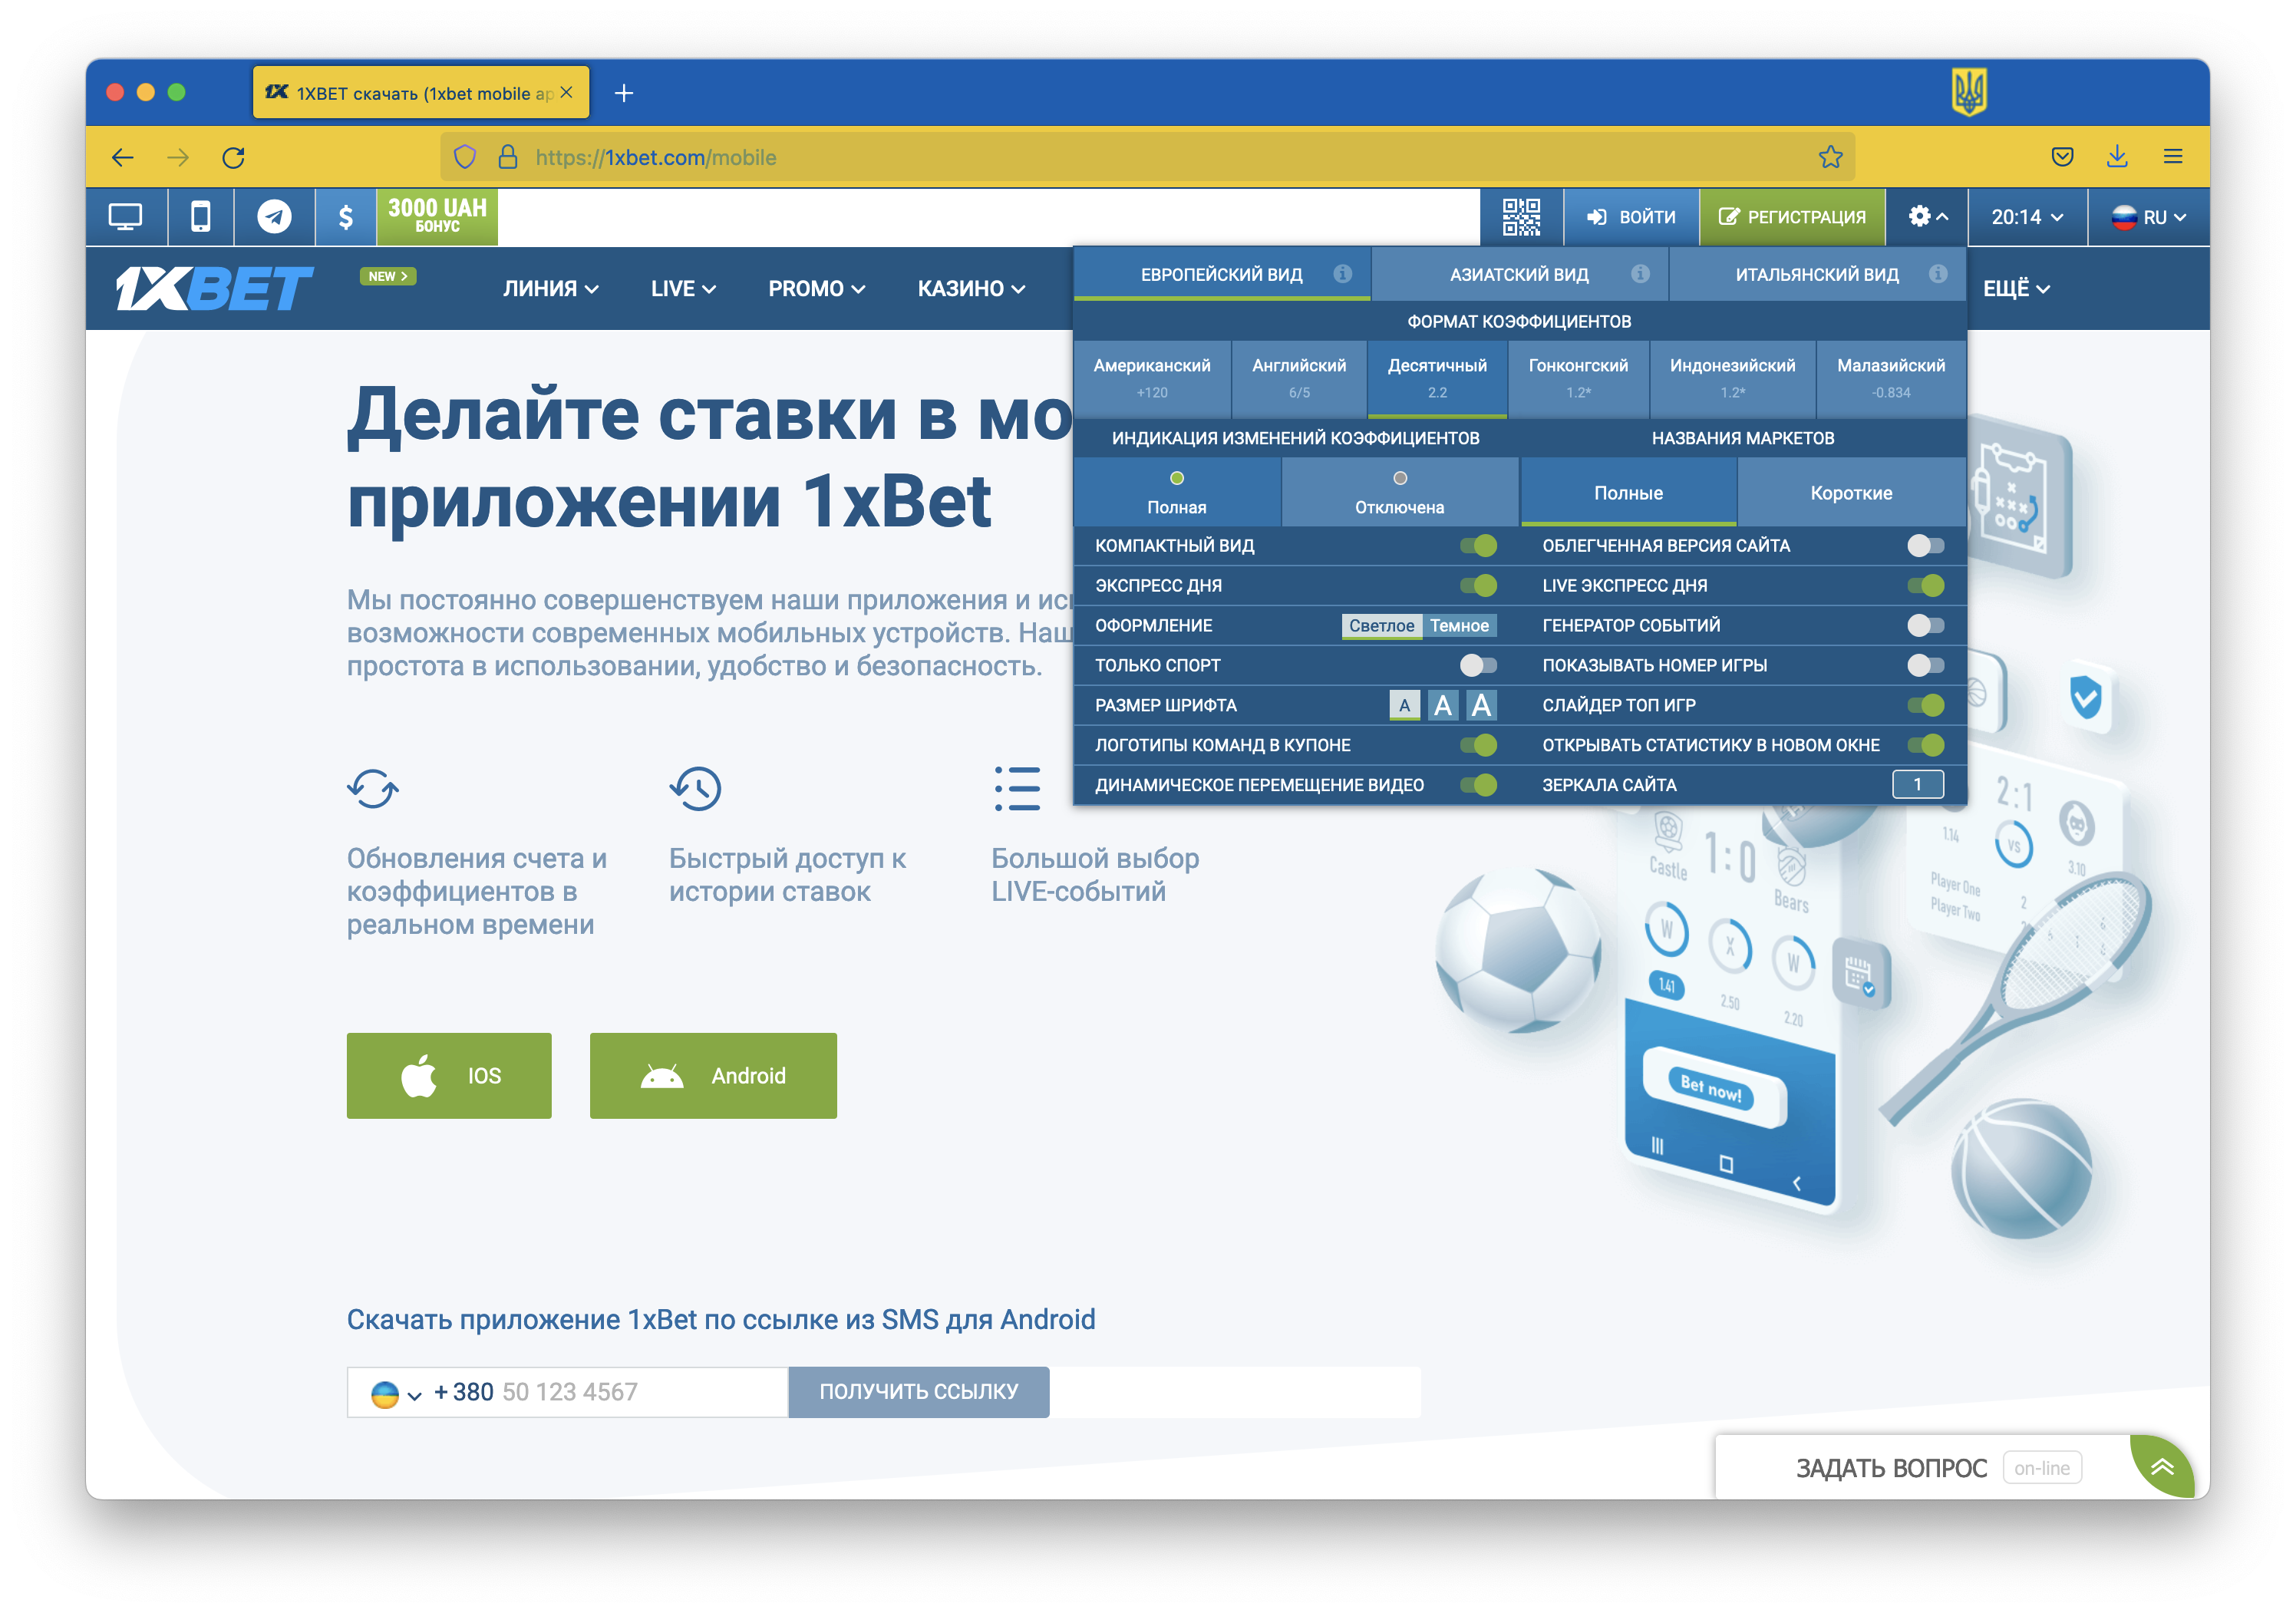 1X 1XBET скачать (1xbet mobile ap
https://1xbet.com/mobile
3000 UAH
БОНУС
ВОЙТИ
РЕГИСТРАЦИЯ
20:14
RU
1XBET
NEW >
ЛИНИЯ
LIVE
PROMO
КАЗИНО
ЕЩЁ
ЕВРОПЕЙСКИЙ ВИД
АЗИАТСКИЙ ВИД
ИТАЛЬЯНСКИЙ ВИД
ФОРМАТ КОЭФФИЦИЕНТОВ
Американский
+120
Английский
6/5
Десятичный
2.2
Гонконгский
1.2*
Индонезийский
1.2*
Малазийский
-0.834
ИНДИКАЦИЯ ИЗМЕНЕНИЙ КОЭФФИЦИЕНТОВ
НАЗВАНИЯ МАРКЕТОВ
Полная
Отключена
Полные
Короткие
КОМПАКТНЫЙ ВИД
ОБЛЕГЧЕННАЯ ВЕРСИЯ САЙТА
ЭКСПРЕСС ДНЯ
LIVE ЭКСПРЕСС ДНЯ
ОФОРМЛЕНИЕ
Светлое
Темное
ГЕНЕРАТОР СОБЫТИЙ
ТОЛЬКО СПОРТ
ПОКАЗЫВАТЬ НОМЕР ИГРЫ
РАЗМЕР ШРИФТА
A A A
СЛАЙДЕР ТОП ИГР
ЛОГОТИПЫ КОМАНД В КУПОНЕ
ОТКРЫВАТЬ СТАТИСТИКУ В НОВОМ ОКНЕ
ДИНАМИЧЕСКОЕ ПЕРЕМЕЩЕНИЕ ВИДЕО
ЗЕРКАЛА САЙТА
1
Делайте ставки в мо
приложении 1xBet
Мы постоянно совершенствуем наши приложения и ис
возможности современных мобильных устройств. Наш
простота в использовании, удобство и безопасность.
Обновления счета и
коэффициентов в
реальном времени
Быстрый доступ к
истории ставок
Большой выбор
LIVE-событий
IOS
Android
Castle
1:0
Bears
W
X
W
1.41
2.50
2.20
Bet now!
2:1
1.14
VS
3.10
Player One
2
Player Two
Скачать приложение 1xBet по ссылке из SMS для Android
+ 380 50 123 4567
ПОЛУЧИТЬ ССЫЛКУ
ЗАДАТЬ ВОПРОС
on-line